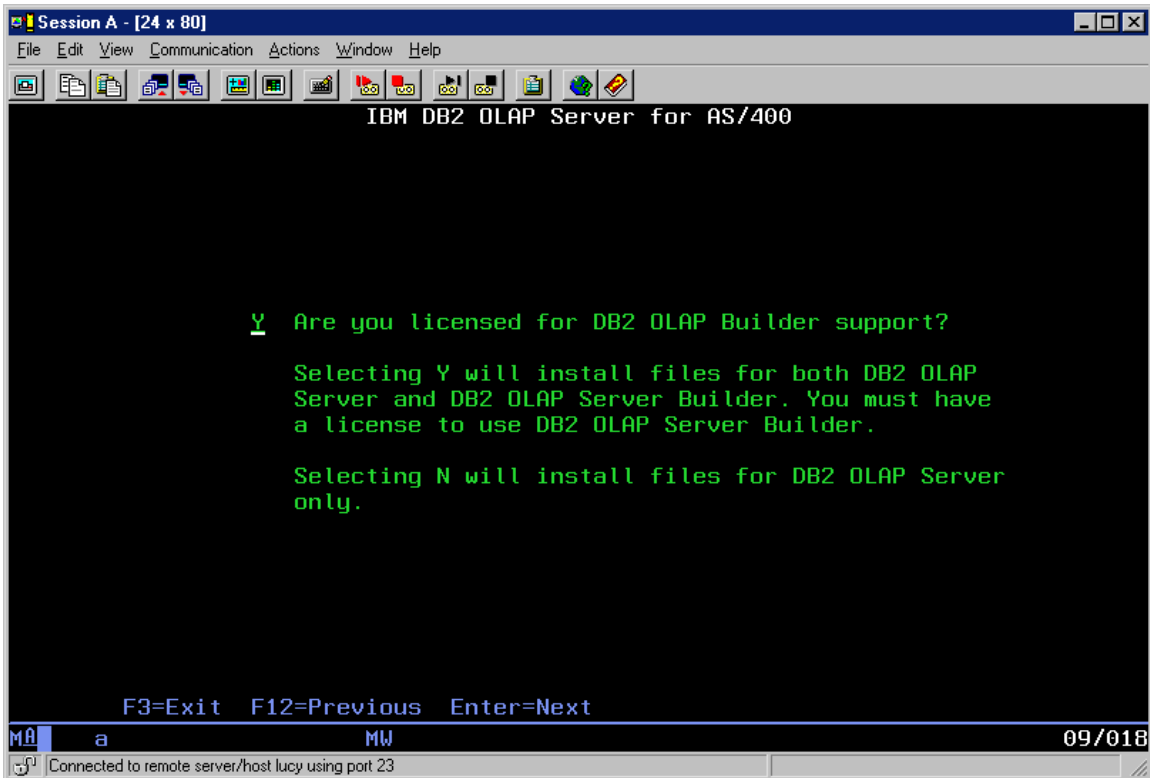 Session A - [24 x 80]
File Edit View Communication Actions Window Help
IBM DB2 OLAP Server for AS/400
Y Are you licensed for DB2 OLAP Builder support?
Selecting Y will install files for both DB2 OLAP
Server and DB2 OLAP Server Builder. You must have
a license to use DB2 OLAP Server Builder.
Selecting N will install files for DB2 OLAP Server
only.
F3=Exit F12=Previous Enter=Next
MA a MW 09/018
Connected to remote server/host lucy using port 23